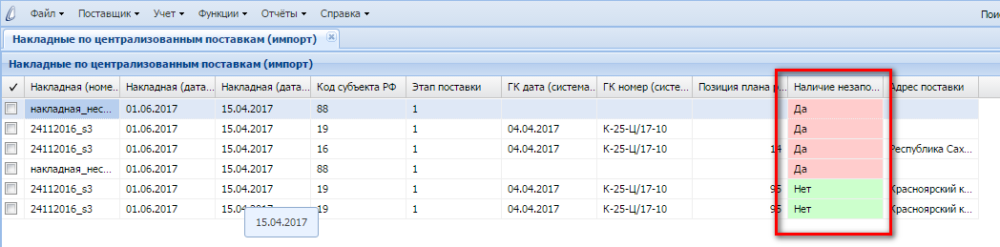 Файл Поставщик Учет Функции Отчёты Справка Пои
Накладные по централизованным поставкам (импорт)
Накладные по централизованным поставкам (импорт)
Накладная (номе... Накладная (дата... Накладная (дата... Код субъекта РФ Этап поставки ГК дата (система... ГК номер (систе... Позиция плана р... Наличие незапо... Адрес поставки
накладная_нес... 01.06.2017 15.04.2017 88 1 Да
24112016_s3 01.06.2017 15.04.2017 19 1 04.04.2017 К-25-Ц/17-10 Да
24112016_s3 01.06.2017 15.04.2017 16 1 04.04.2017 К-25-Ц/17-10 14 Да Республика Сах...
накладная_нес... 01.06.2017 15.04.2017 88 1 Да
24112016_s3 01.06.2017 15.04.2017 19 1 04.04.2017 К-25-Ц/17-10 Нет Красноярский к...
24112016_s3 01.06.2017 15.04.2017 19 1 04.04.2017 К-25-Ц/17-10 Нет Красноярский к...
15.04.2017